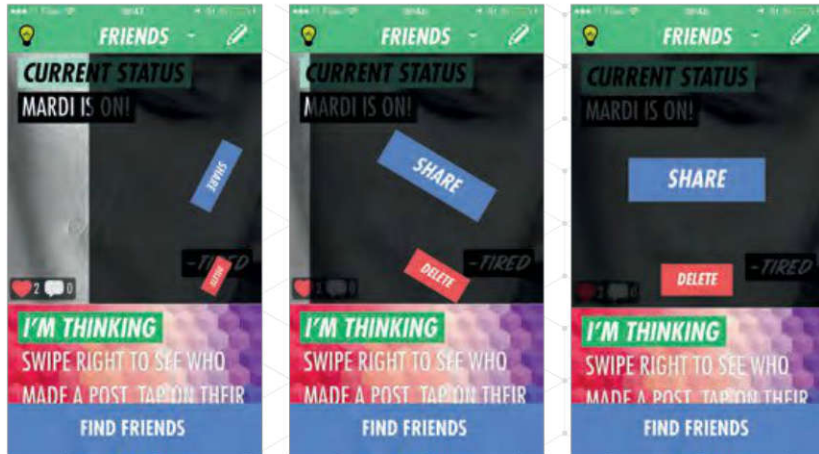 FRIENDS
CURRENT STATUS
MARDI IS ON!
SHARE
-TIRED
DELETE
2 0
I'M THINKING
SWIPE RIGHT TO SEE WHO
MADE A POST, TAP ON THEIR
FIND FRIENDS
FRIENDS
CURRENT STATUS
MARDI IS ON!
SHARE
-TIRED
DELETE
2 0
I'M THINKING
SWIPE RIGHT TO SEE WHO
MADE A POST, TAP ON THEIR
FIND FRIENDS
FRIENDS
CURRENT STATUS
MARDI IS ON!
SHARE
-TIRED
DELETE
2 0
I'M THINKING
SWIPE RIGHT TO SEE WHO
MADE A POST, TAP ON THEIR
FIND FRIENDS